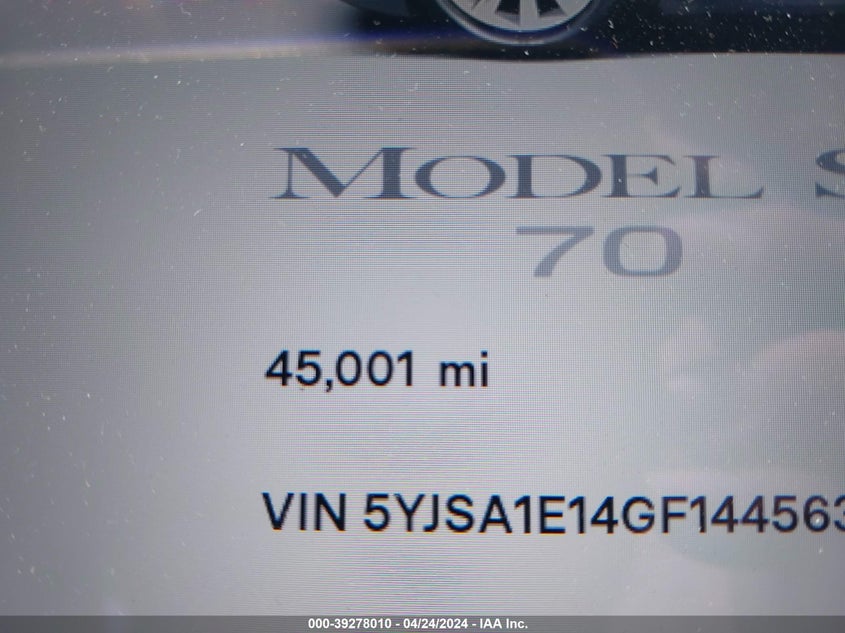 MODEL S
70
45,001 mi
VIN 5YJSA1E14GF144563
000-39278010 - 04/24/2024 - IAA Inc.